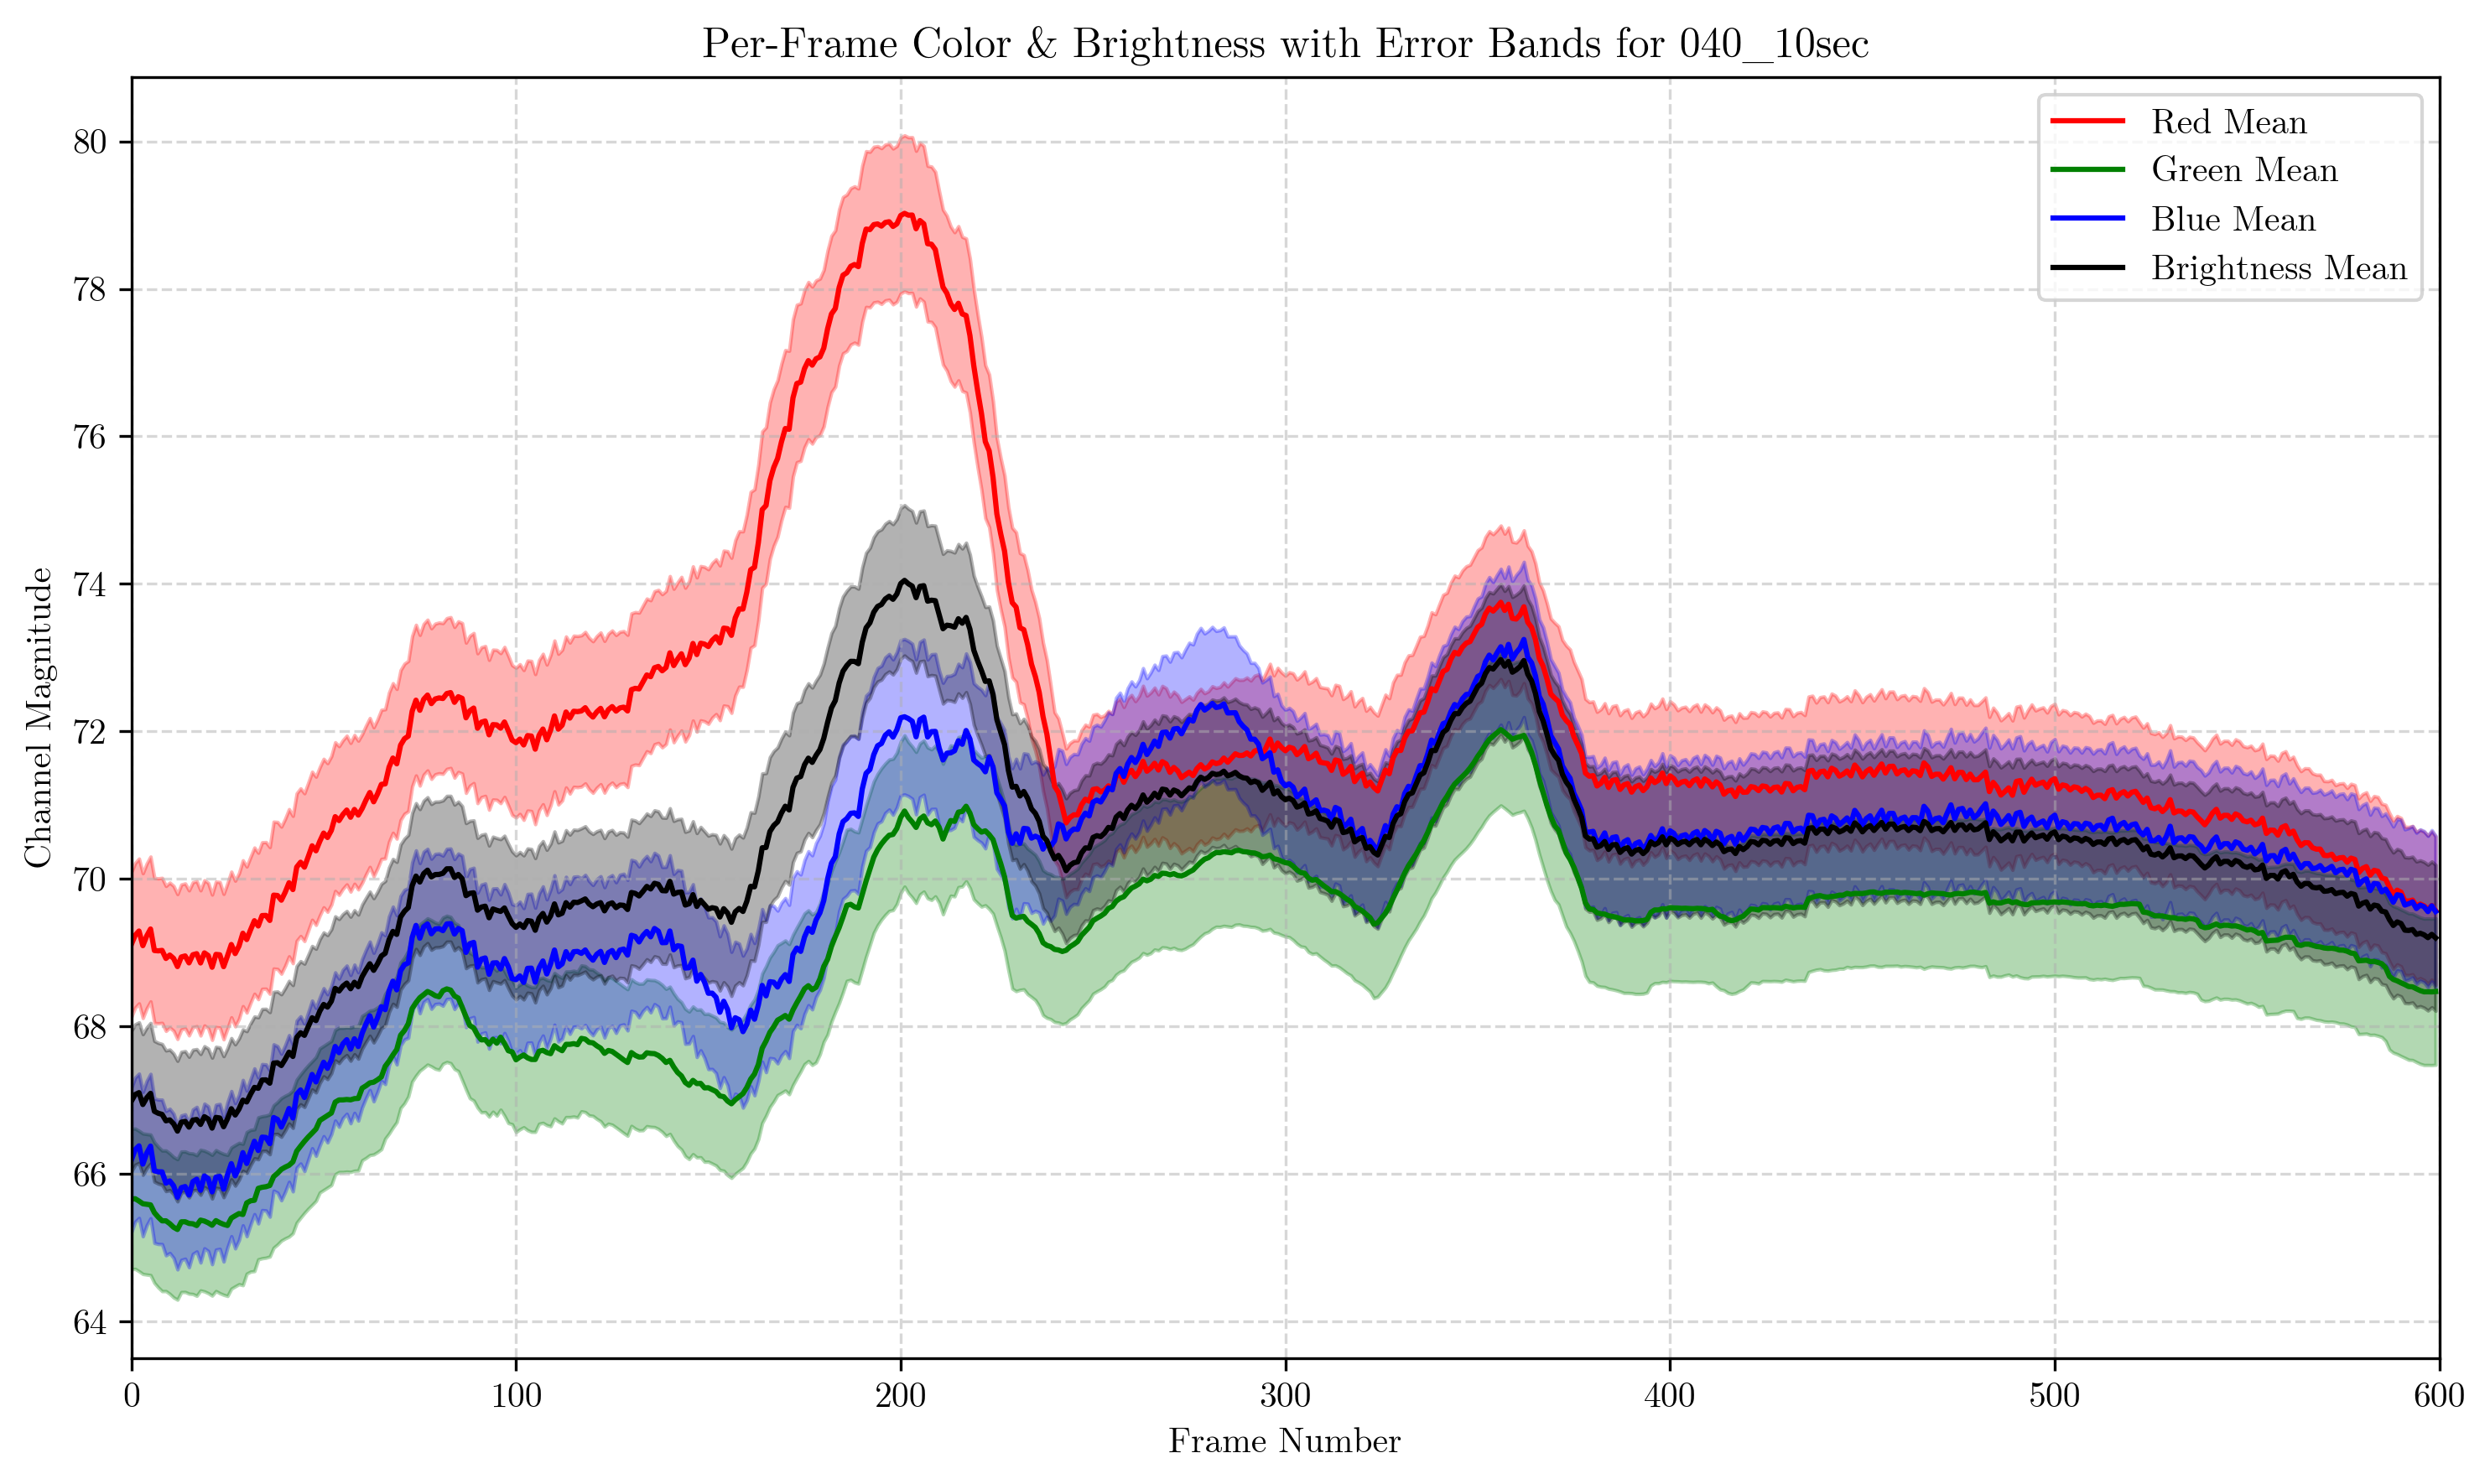 Per-Frame Color & Brightness with Error Bands for 040_10sec
Red Mean
Green Mean
Blue Mean
Brightness Mean
Channel Magnitude
80
78
76
74
72
70
68
66
64
0 100 200 300 400 500 600
Frame Number